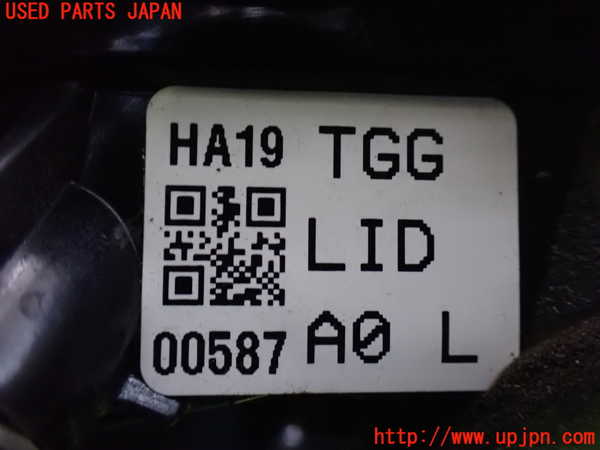 USED PARTS JAPAN
HA19 TGG
LID
00587 A0 L
http://www.upjpn.com/